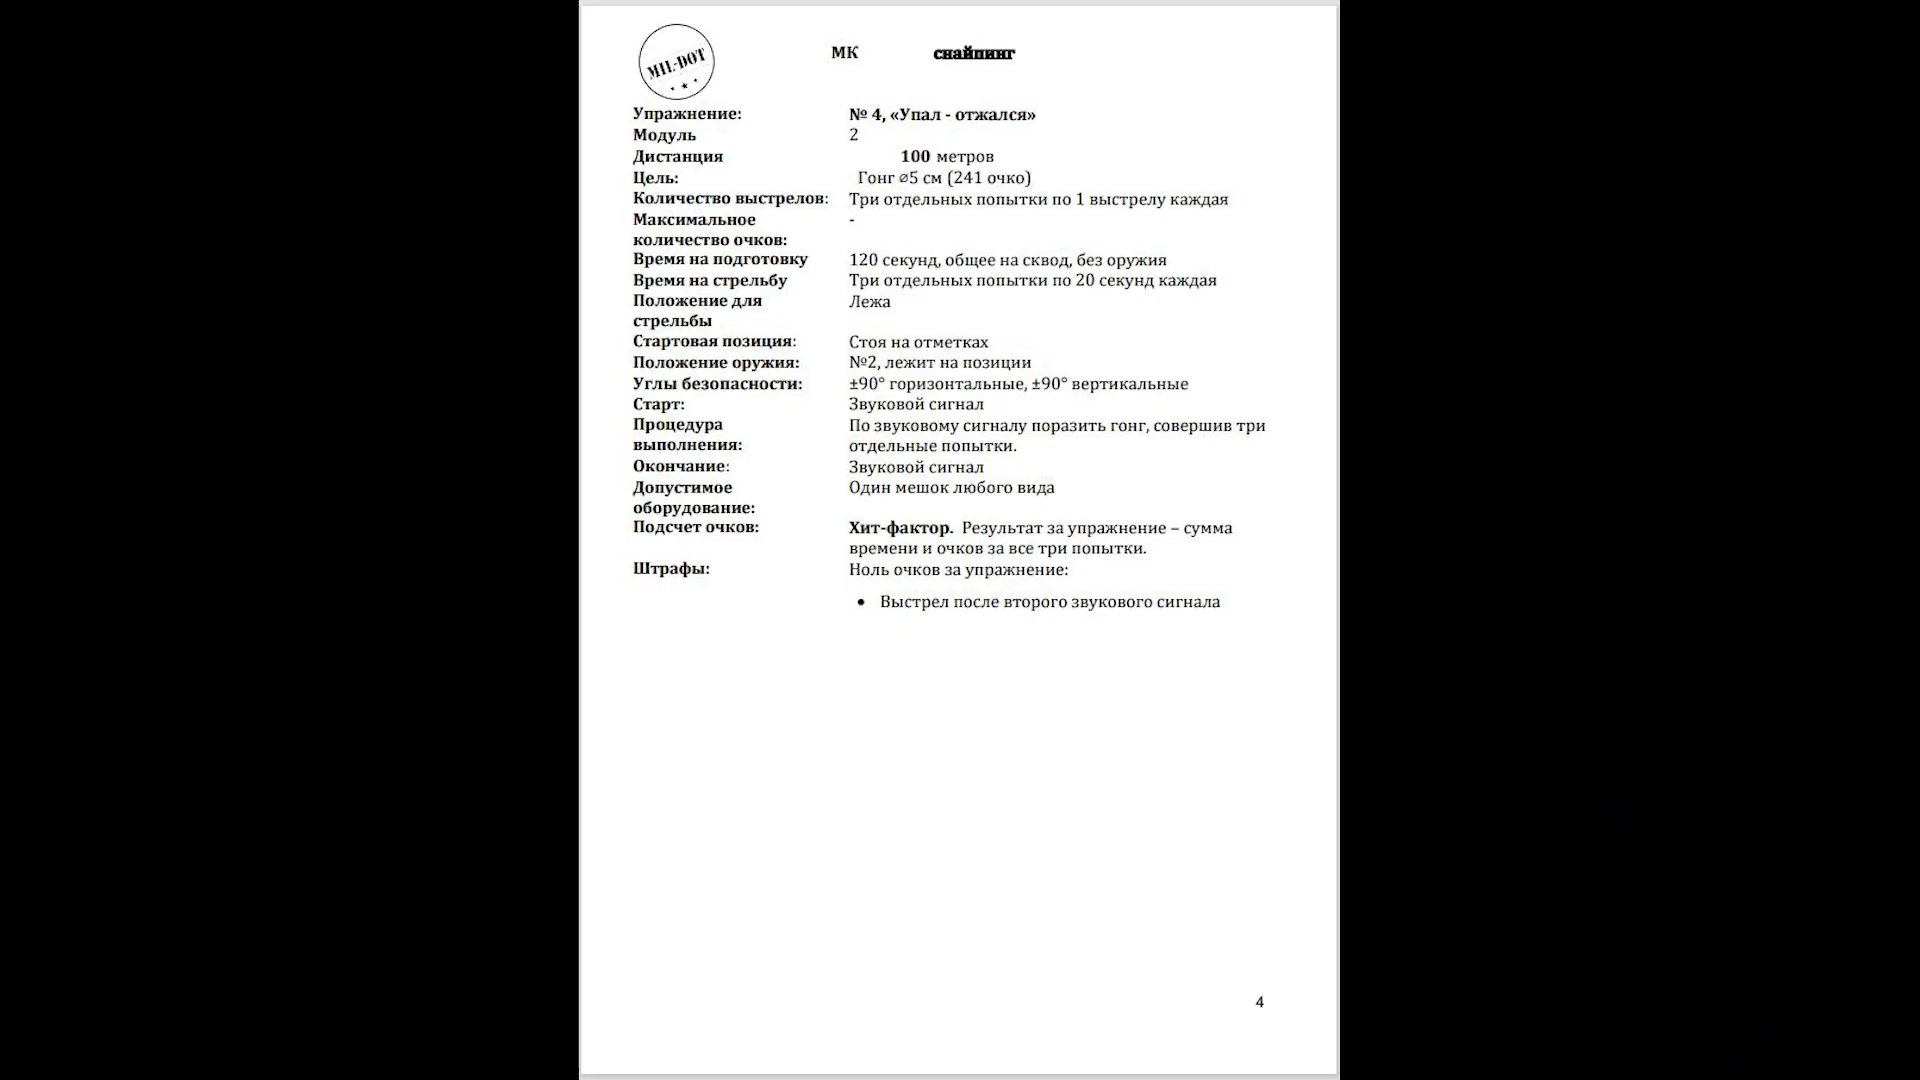 MIL-DOT
МК снайпинг
Упражнение: № 4, «Упал - отжался»
Модуль 2
Дистанция 100 метров
Цель: Гонг ⌀5 см (241 очко)
Количество выстрелов: Три отдельных попытки по 1 выстрелу каждая
Максимальное -
количество очков:
Время на подготовку 120 секунд, общее на сквод, без оружия
Время на стрельбу Три отдельных попытки по 20 секунд каждая
Положение для Лежа
стрельбы
Стартовая позиция: Стоя на отметках
Положение оружия: №2, лежит на позиции
Углы безопасности: ±90° горизонтальные, ±90° вертикальные
Старт: Звуковой сигнал
Процедура По звуковому сигналу поразить гонг, совершив три
выполнения: отдельные попытки.
Окончание: Звуковой сигнал
Допустимое Один мешок любого вида
оборудование:
Подсчет очков: Хит-фактор. Результат за упражнение – сумма
времени и очков за все три попытки.
Штрафы: Ноль очков за упражнение:
• Выстрел после второго звукового сигнала
4